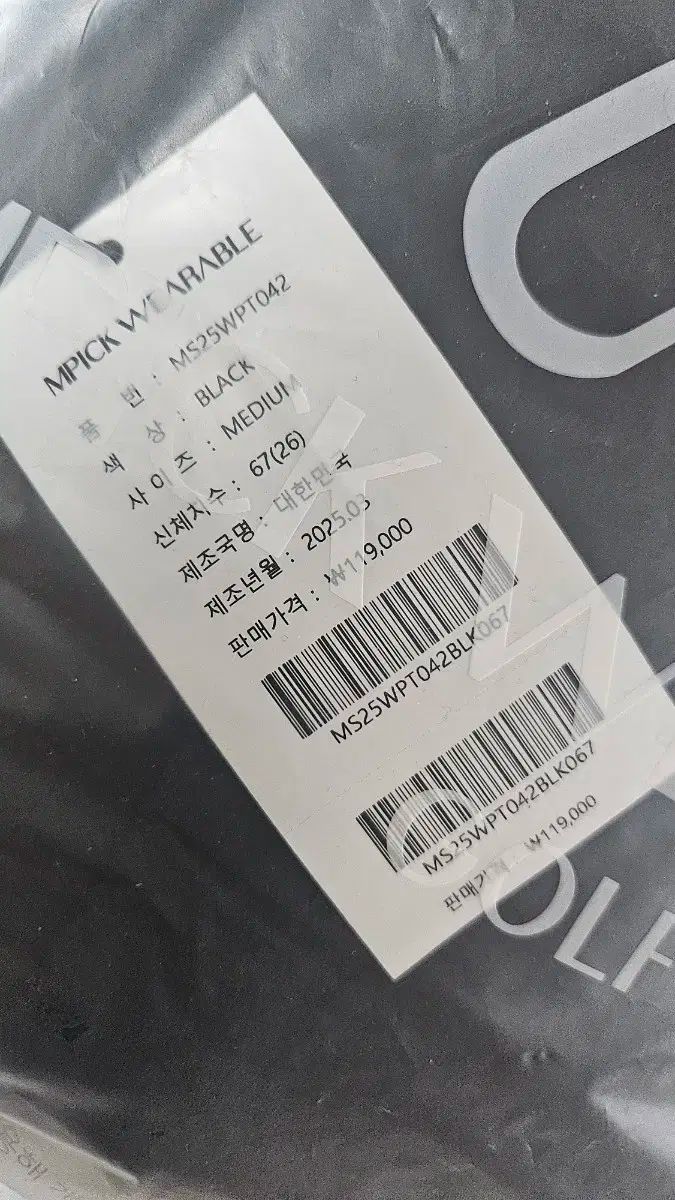 MPICK WEARABLE
품 번 : MS25WPT042
색 상 : BLACK
사 이 즈 : MEDIUM
신체치수 : 67(26)
제조국명 : 대한민국
제조년월 : 2025.03
판매가격 : ₩119,000
MS25WPT042BLK067
MS25WPT042BLK067
판매가격 : ₩119,000